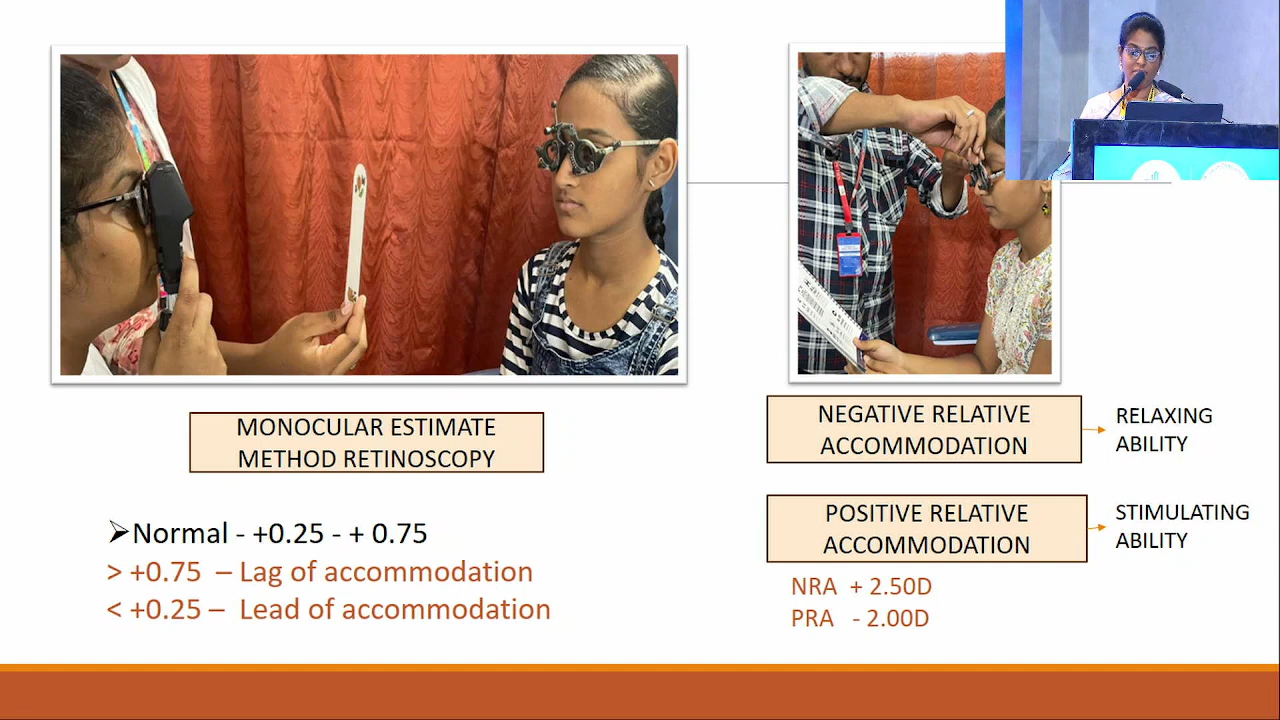 MONOCULAR ESTIMATE
METHOD RETINOSCOPY
➢Normal - +0.25 - + 0.75
> +0.75 – Lag of accommodation
< +0.25 – Lead of accommodation
NEGATIVE RELATIVE
ACCOMMODATION
RELAXING
ABILITY
POSITIVE RELATIVE
ACCOMMODATION
STIMULATING
ABILITY
NRA + 2.50D
PRA - 2.00D